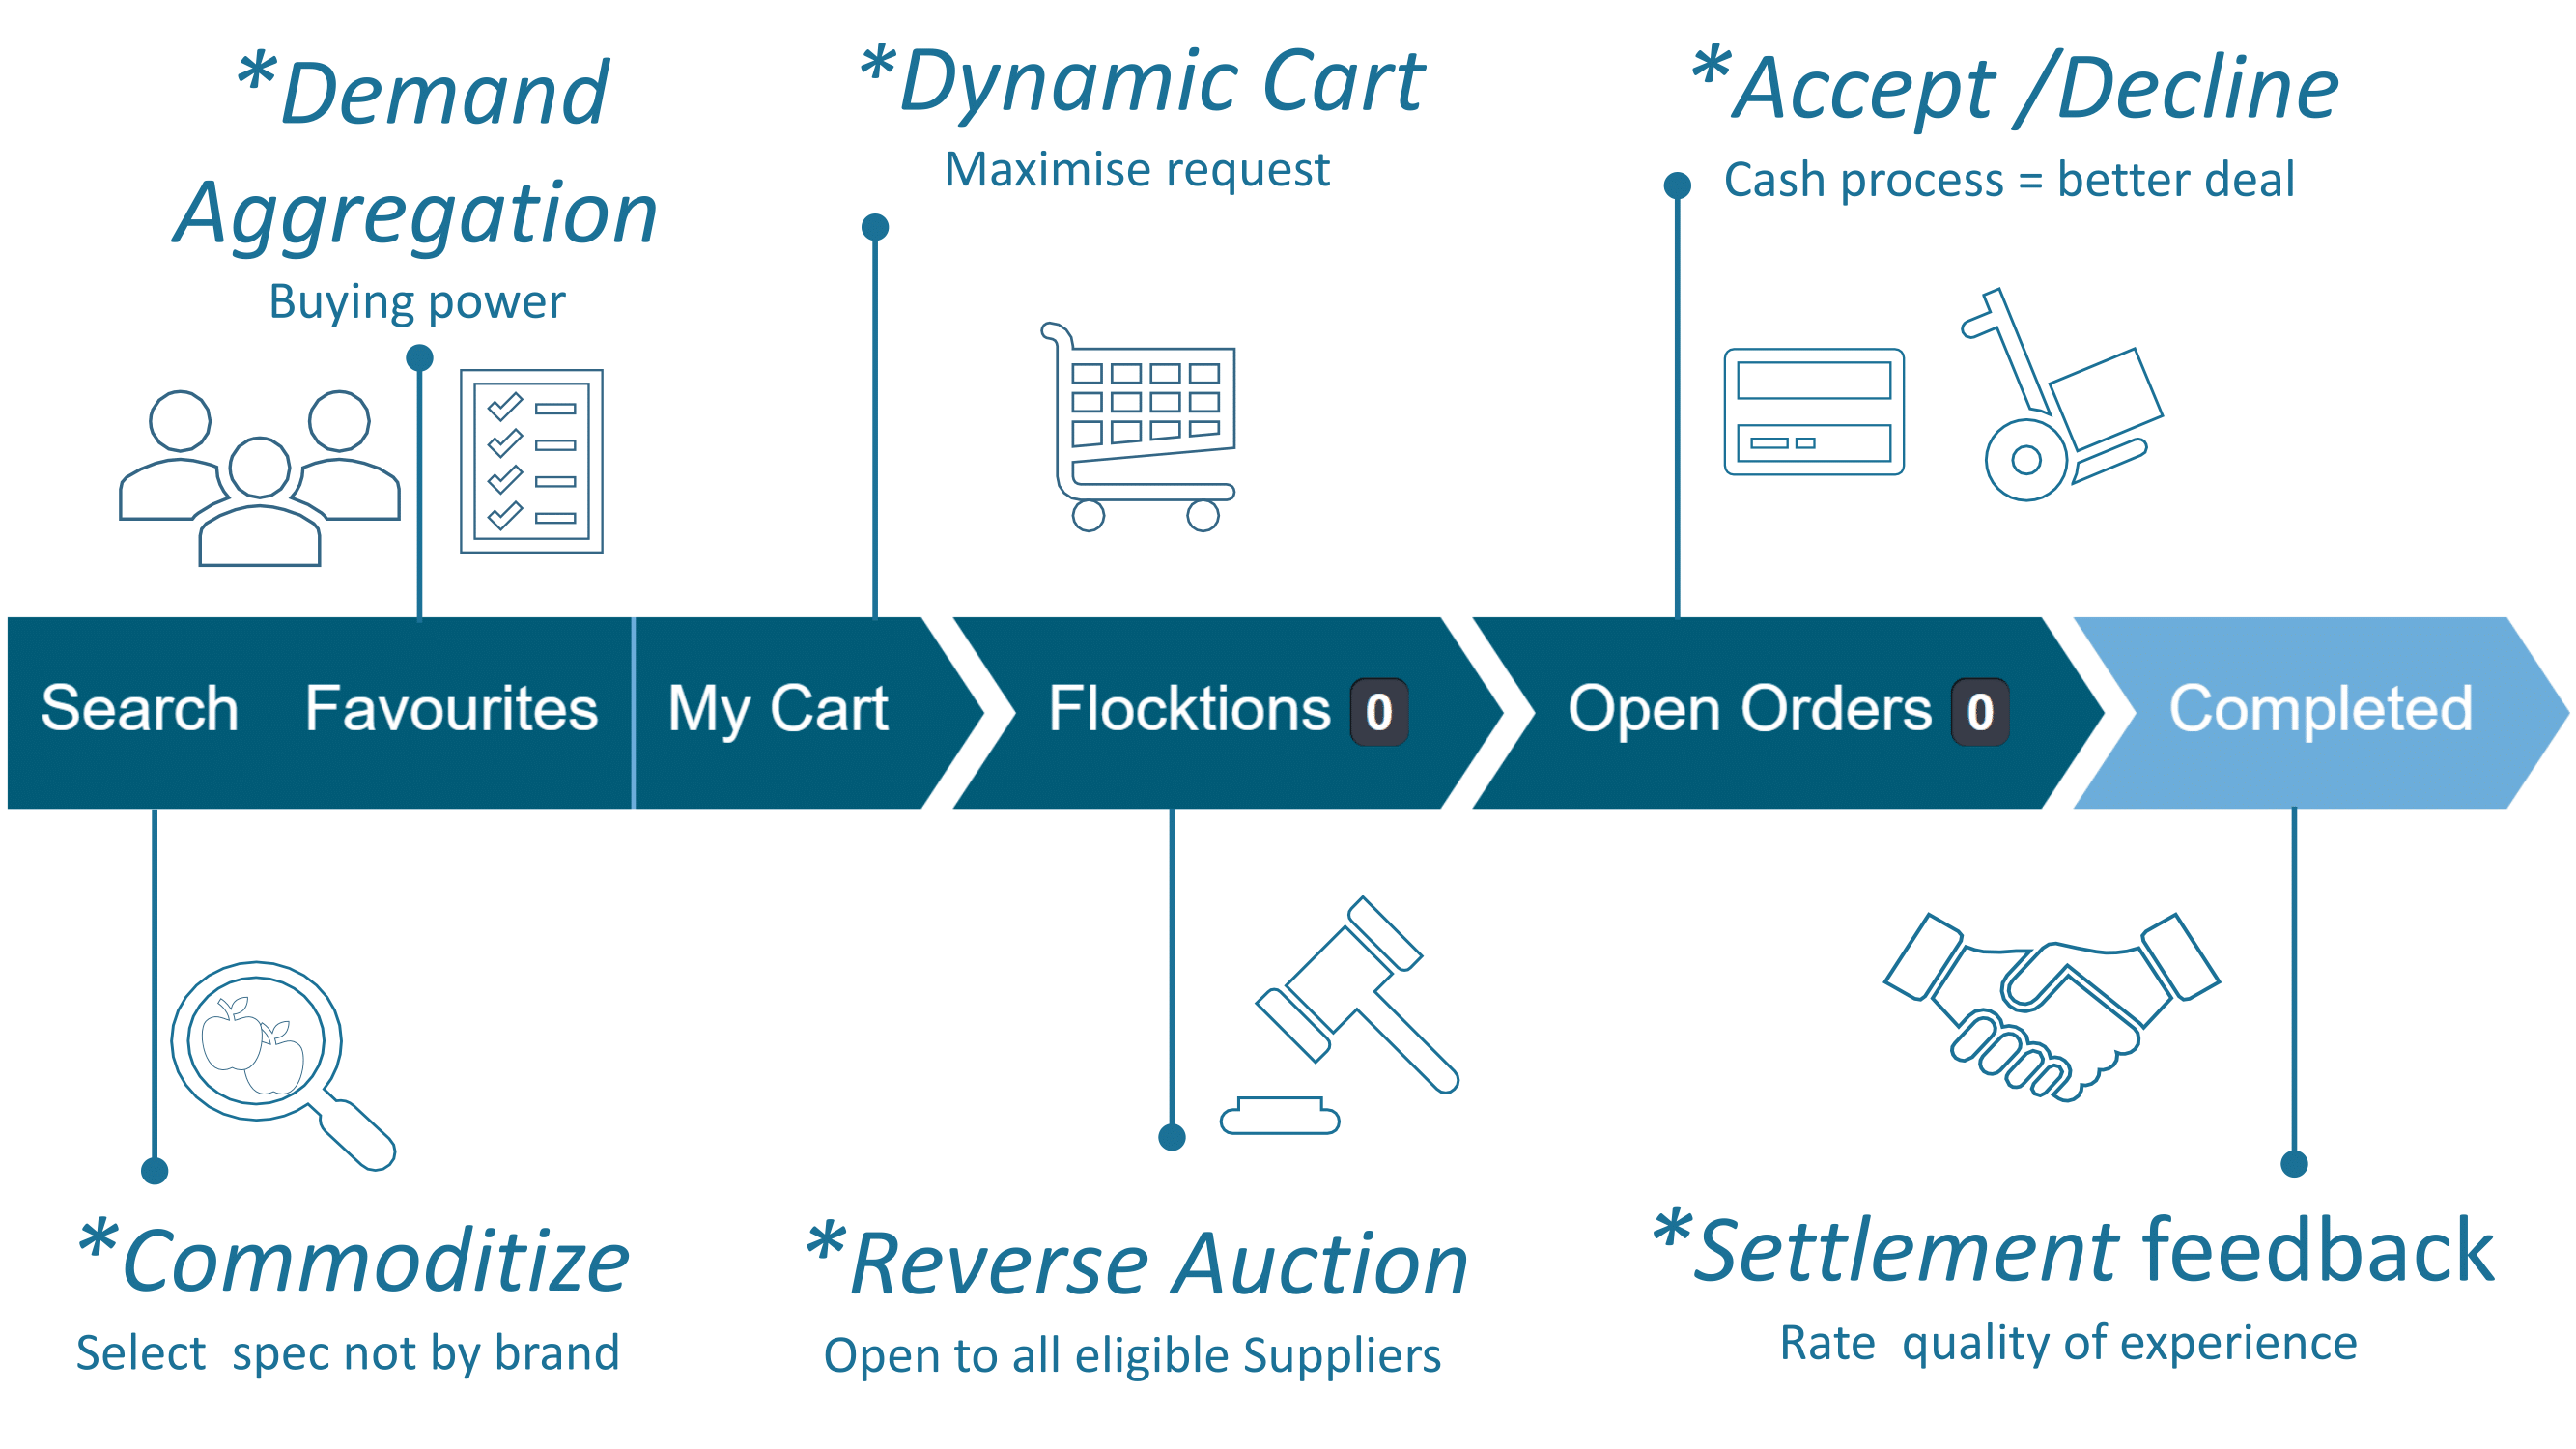 *Demand
Aggregation
Buying power
*Dynamic Cart
Maximise request
*Accept /Decline
Cash process = better deal
Search Favourites My Cart Flocktions 0 Open Orders 0 Completed
*Commoditize
Select spec not by brand
*Reverse Auction
Open to all eligible Suppliers
*Settlement feedback
Rate quality of experience